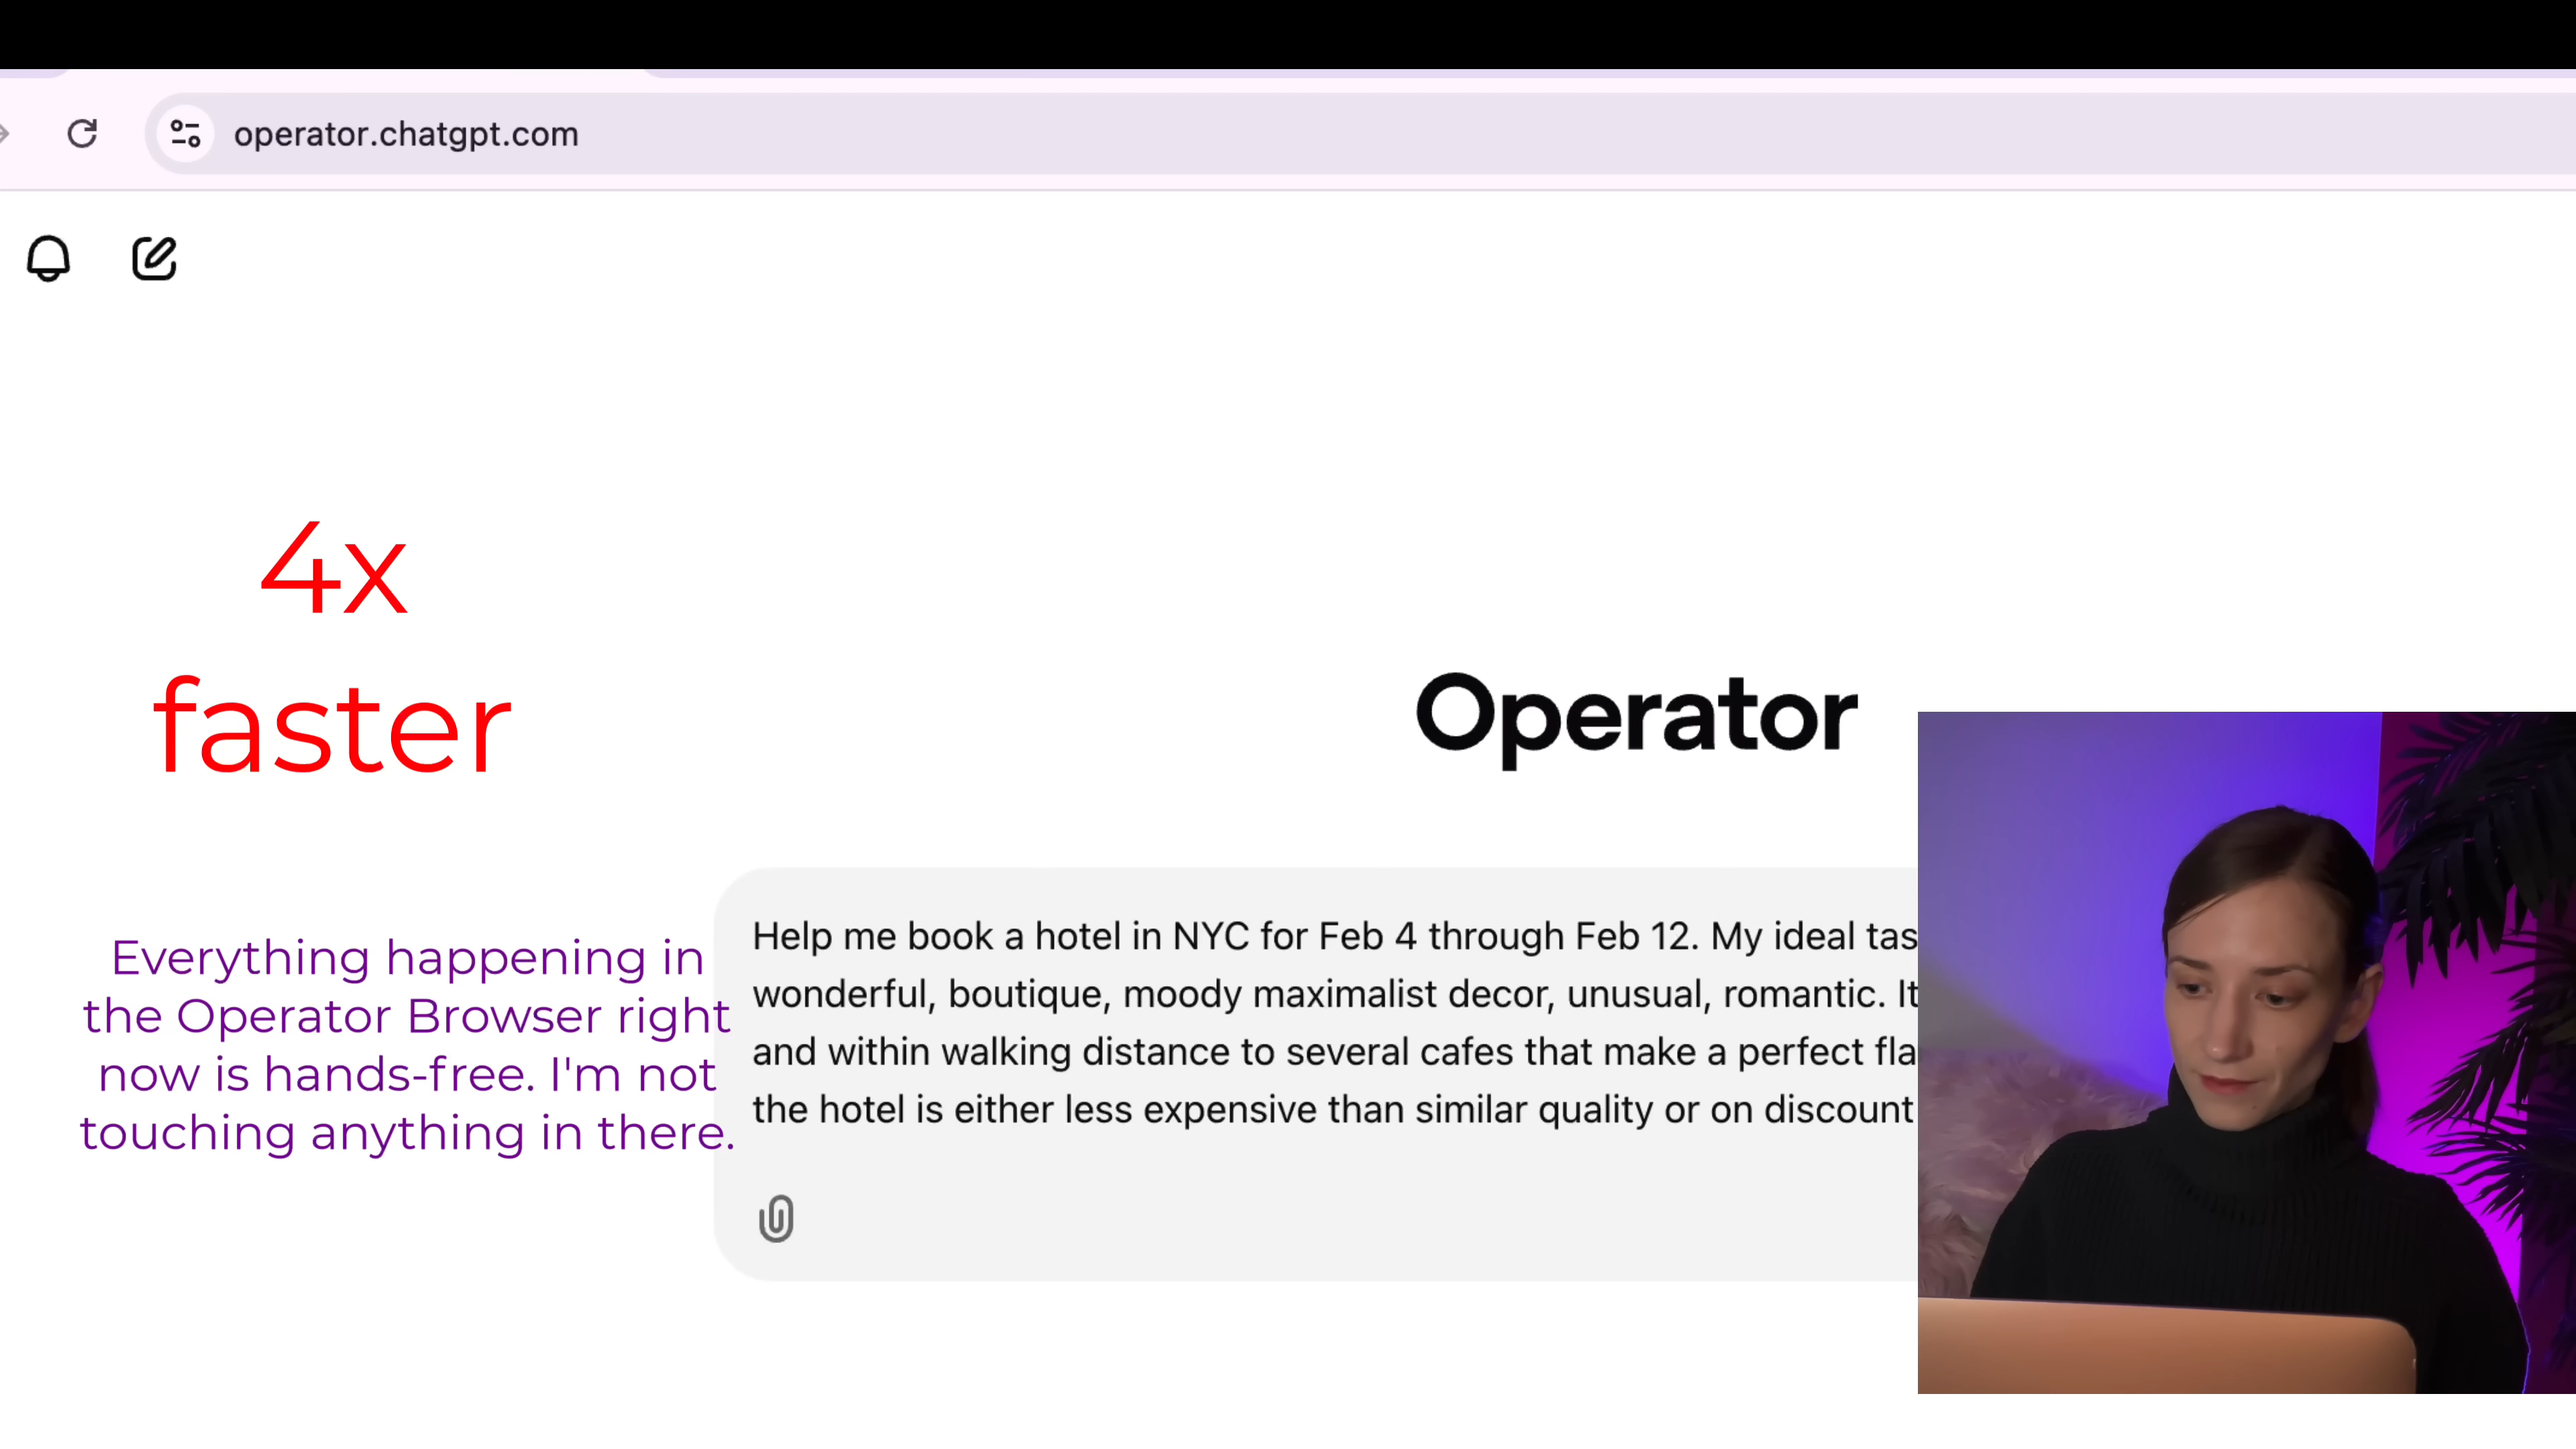 operator.chatgpt.com
4x
faster
Operator
Everything happening in
the Operator Browser right
now is hands-free. I'm not
touching anything in there.
Help me book a hotel in NYC for Feb 4 through Feb 12. My ideal
wonderful, boutique, moody maximalist decor, unusual, romantic. It
and within walking distance to several cafes that make a perfect
the hotel is either less expensive than similar quality or on discount